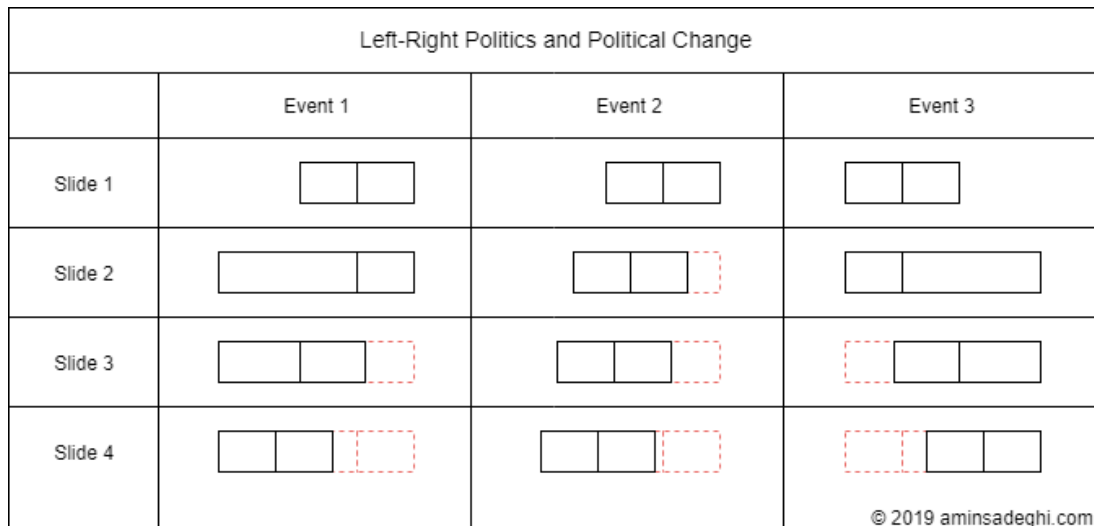 Left-Right Politics and Political Change
Event 1 Event 2 Event 3
Slide 1
Slide 2
Slide 3
Slide 4
© 2019 aminsadeghi.com